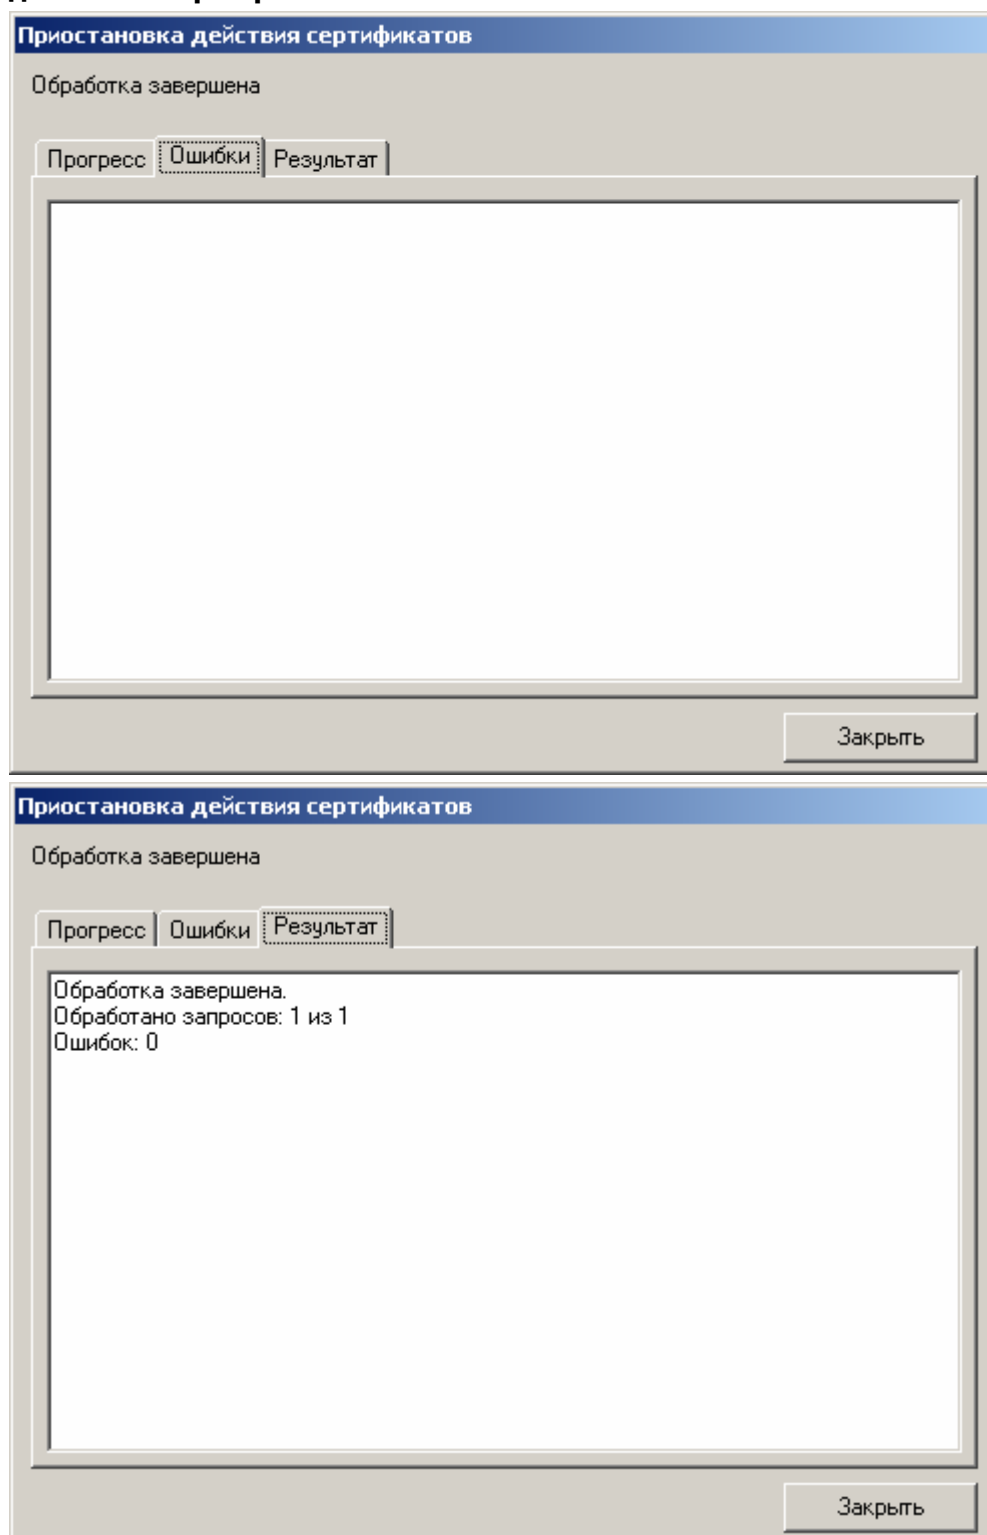 Приостановка действия сертификатов
Обработка завершена
Прогресс Ошибки Результат
Закрыть
Приостановка действия сертификатов
Обработка завершена
Прогресс Ошибки Результат
Обработка завершена.
Обработано запросов: 1 из 1
Ошибок: 0
Закрыть